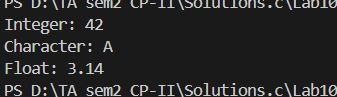 PS D:\TA sem2 CP-II\Solutions.c\Lab10
Integer: 42
Character: A
Float: 3.14
PS D:\TA sem2 CP-II\Solutions.c\Lab10